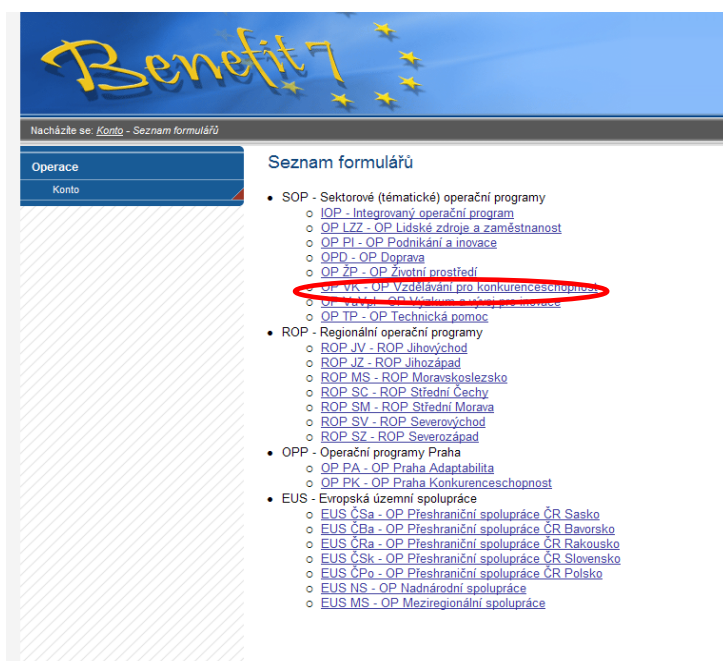 Benefit7
Nacházíte se: Konto - Seznam formulářů
Operace
Konto
Seznam formulářů
SOP - Sektorové (tématické) operační programy
IOP - Integrovaný operační program
OP LZZ - OP Lidské zdroje a zaměstnanost
OP PI - OP Podnikání a inovace
OPD - OP Doprava
OP ŽP - OP Životní prostředí
OP VK - OP Vzdělávání pro konkurenceschopnost
OP VaVpI - OP Výzkum a vývoj pro inovace
OP TP - OP Technická pomoc
ROP - Regionální operační programy
ROP JV - ROP Jihovýchod
ROP JZ - ROP Jihozápad
ROP MS - ROP Moravskoslezsko
ROP SC - ROP Střední Čechy
ROP SM - ROP Střední Morava
ROP SV - ROP Severovýchod
ROP SZ - ROP Severozápad
OPP - Operační programy Praha
OP PA - OP Praha Adaptabilita
OP PK - OP Praha Konkurenceschopnost
EUS - Evropská územní spolupráce
EUS ČSa - OP Přeshraniční spolupráce ČR Sasko
EUS ČBa - OP Přeshraniční spolupráce ČR Bavorsko
EUS ČRa - OP Přeshraniční spolupráce ČR Rakousko
EUS ČSk - OP Přeshraniční spolupráce ČR Slovensko
EUS ČPo - OP Přeshraniční spolupráce ČR Polsko
EUS NS - OP Nadnárodní spolupráce
EUS MS - OP Meziregionální spolupráce